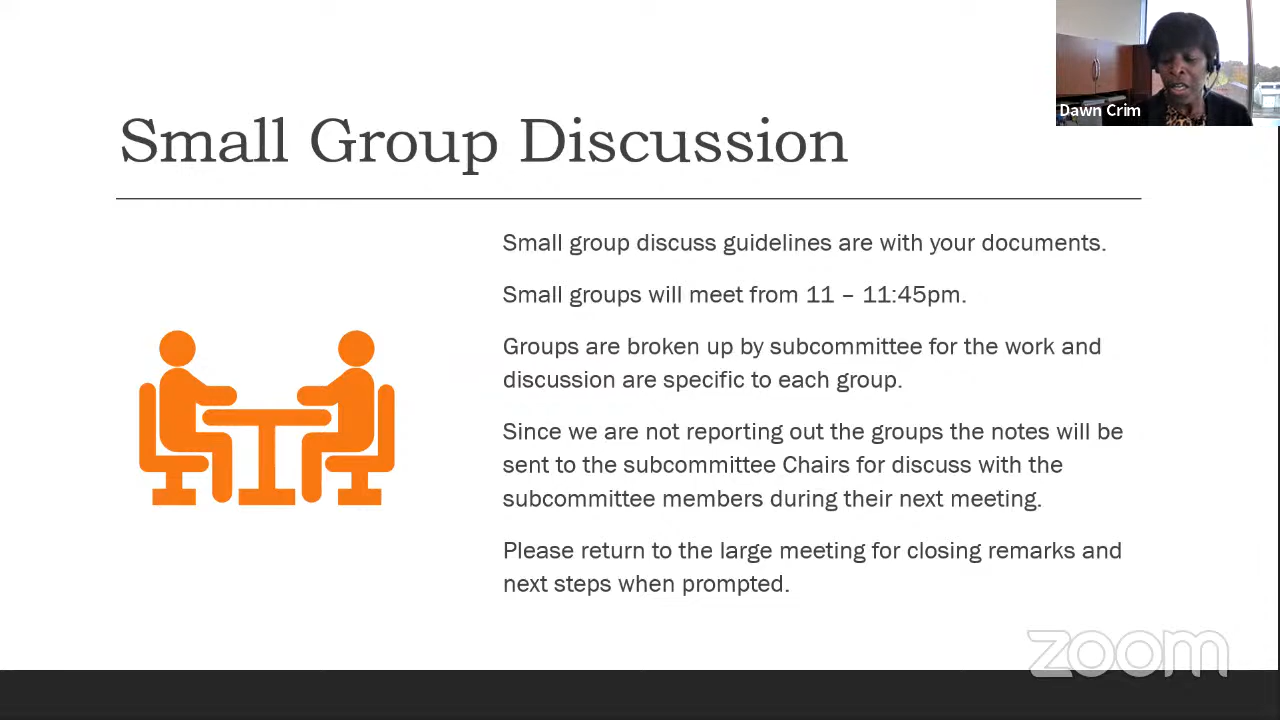 Dawn Crim
Small Group Discussion
Small group discuss guidelines are with your documents.
Small groups will meet from 11 – 11:45pm.
Groups are broken up by subcommittee for the work and
discussion are specific to each group.
Since we are not reporting out the groups the notes will be
sent to the subcommittee Chairs for discuss with the
subcommittee members during their next meeting.
Please return to the large meeting for closing remarks and
next steps when prompted.
zoom